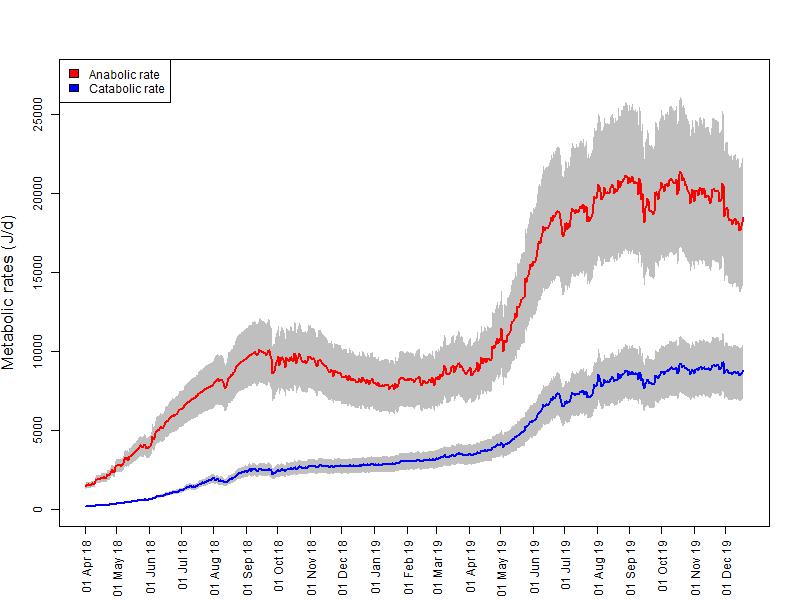 Anabolic rate
Catabolic rate
Metabolic rates (J/d)
25000
20000
15000
10000
5000
0
01 Apr 18
01 May 18
01 Jun 18
01 Jul 18
01 Aug 18
01 Sep 18
01 Oct 18
01 Nov 18
01 Dec 18
01 Jan 19
01 Feb 19
01 Mar 19
01 Apr 19
01 May 19
01 Jun 19
01 Jul 19
01 Aug 19
01 Sep 19
01 Oct 19
01 Nov 19
01 Dec 19